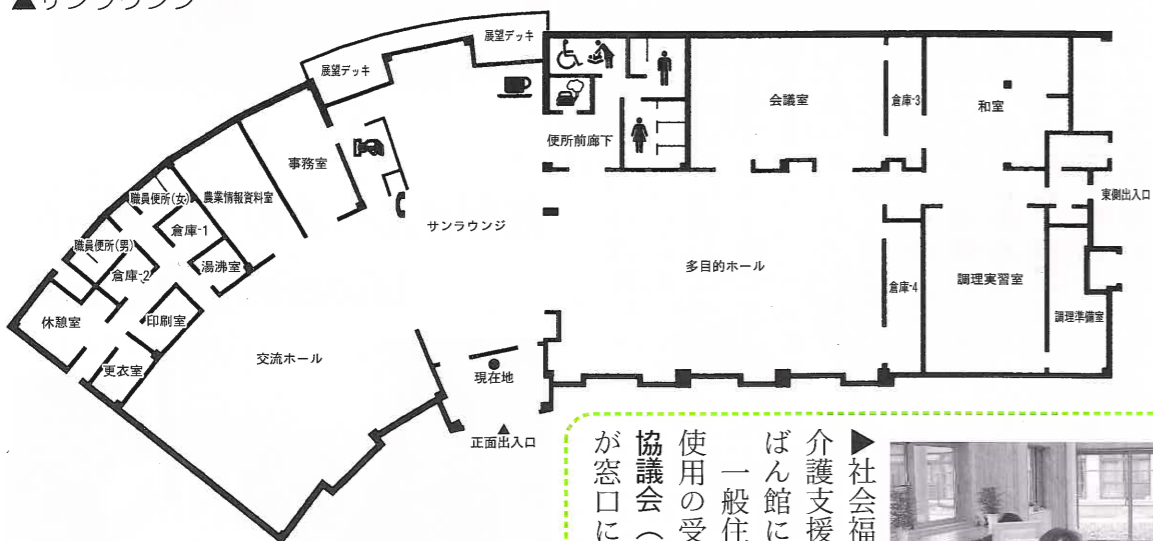 ▲サンラウンジ
展望デッキ
展望デッキ
会議室
倉庫-3
和室
便所前廊下
事務室
職員便所(女)
農業情報資料室
倉庫-1
職員便所(男)
湯沸室
倉庫-2
サンラウンジ
東側出入口
多目的ホール
倉庫-4
調理実習室
調理準備室
休憩室
印刷室
更衣室
交流ホール
現在地
正面出入口
▶社会福
介護支援
ばん館に
一般住
使用の受
協議会（
が窓口に